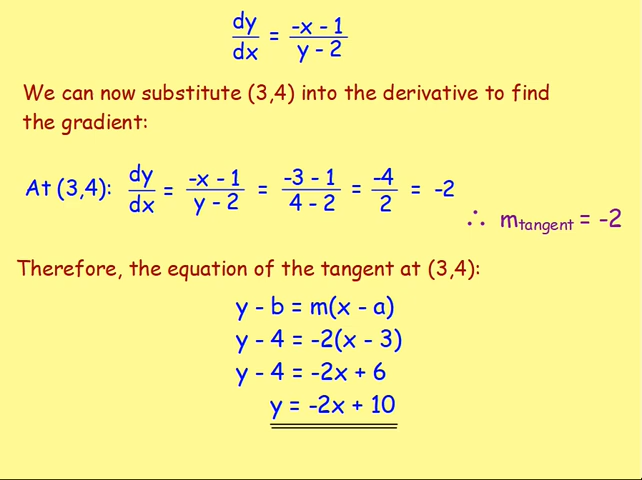 dy/dx = (-x - 1)/(y - 2)
We can now substitute (3,4) into the derivative to find
the gradient:
At (3,4): dy/dx = (-x - 1)/(y - 2) = (-3 - 1)/(4 - 2) = -4/2 = -2
∴ m_tangent = -2
Therefore, the equation of the tangent at (3,4):
y - b = m(x - a)
y - 4 = -2(x - 3)
y - 4 = -2x + 6
y = -2x + 10